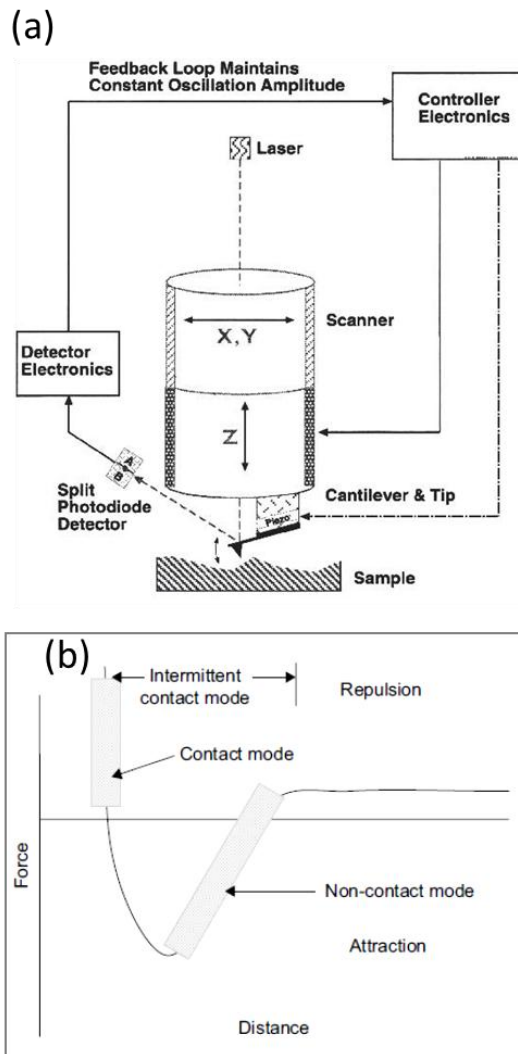 (a)
Feedback Loop Maintains
Constant Oscillation Amplitude
Controller
Electronics
Laser
X, Y
Scanner
Detector
Electronics
Z
A
B
Split
Photodiode
Detector
Cantilever & Tip
Piezo
Sample
(b)
Intermittent
contact mode
Repulsion
Contact mode
Force
Non-contact mode
Attraction
Distance